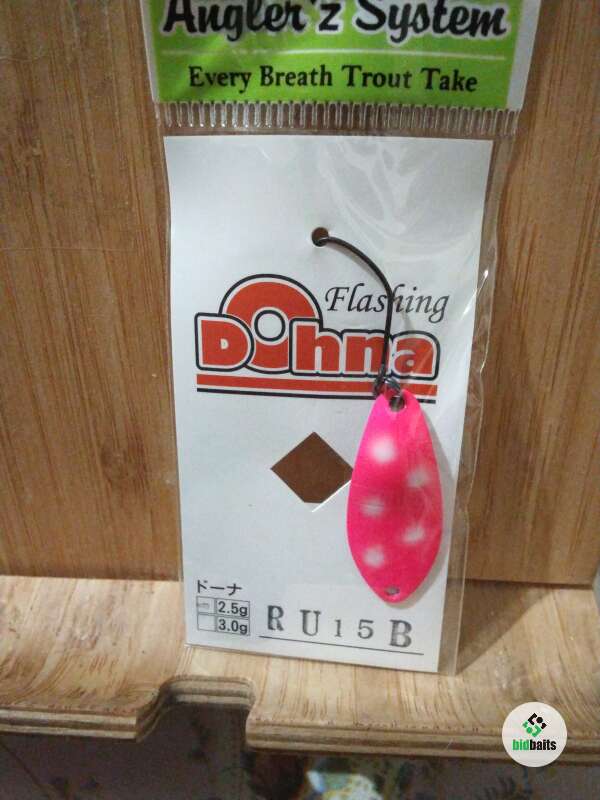 Angler'z System
Every Breath Trout Take
Flashing
Dohna
ドーナ
2.5g
3.0g
RU15B
bidbaits